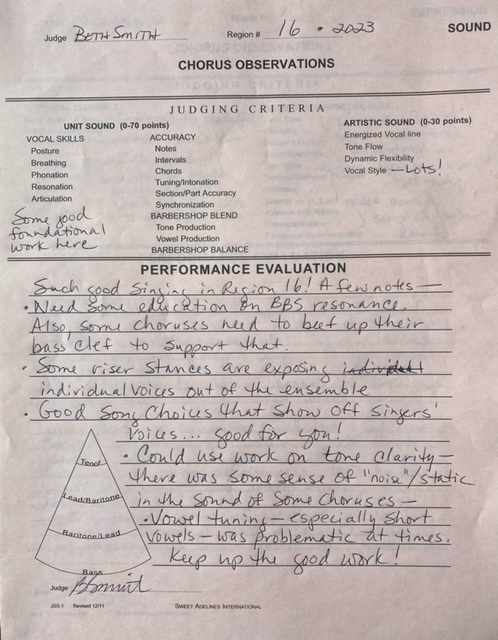 Judge BETH SMITH Region # 16 • 2023 SOUND
CHORUS OBSERVATIONS
JUDGING CRITERIA
UNIT SOUND (0-70 points)
VOCAL SKILLS
Posture
Breathing
Phonation
Resonation
Articulation
Some good
foundational
work here
ACCURACY
Notes
Intervals
Chords
Tuning/Intonation
Section/Part Accuracy
Synchronization
BARBERSHOP BLEND
Tone Production
Vowel Production
BARBERSHOP BALANCE
ARTISTIC SOUND (0-30 points)
Energized Vocal line
Tone Flow
Dynamic Flexibility
Vocal Style — Lots!
PERFORMANCE EVALUATION
Such good singing in Region 16! A few notes—
• Need some education on BBS resonance.
Also, some choruses need to beef up their
bass clef to support that.
• Some riser stances are exposing
individual voices out of the ensemble
• Good Song Choices that show off singers'
voices... good for you!
• Could use work on tone clarity—
there was some sense of "noise"/static
in the sound of some choruses—
• Vowel tuning — especially short
vowels — was problematic at times.
Keep up the good work!
Tenor
Lead/Baritone
Baritone/Lead
Bass
Judge BSmith
JSS-1 Revised 12/11 SWEET ADELINES INTERNATIONAL